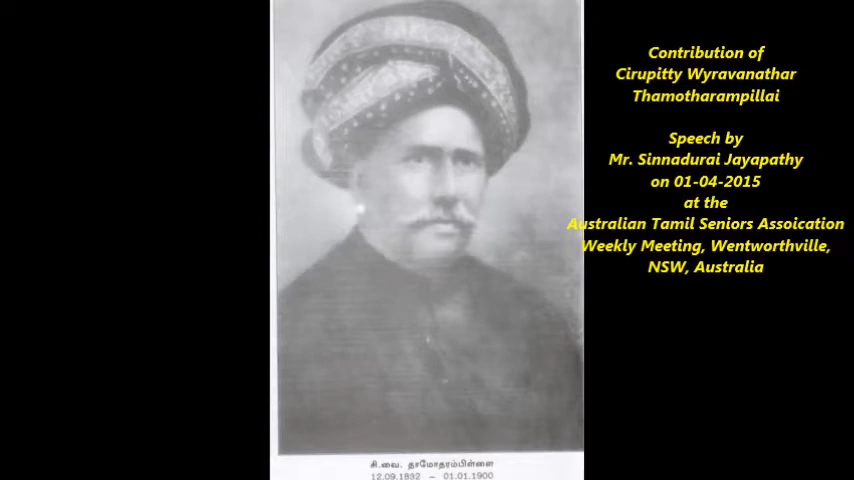 Contribution of
Cirupitty Wyravanathar
Thamotharampillai
Speech by
Mr. Sinnadurai Jayapathy
on 01-04-2015
at the
Australian Tamil Seniors Assoication
Weekly Meeting, Wentworthville,
NSW, Australia
சி.வை. தாமோதரம்பிள்ளை
12.09.1832 – 01.01.1900